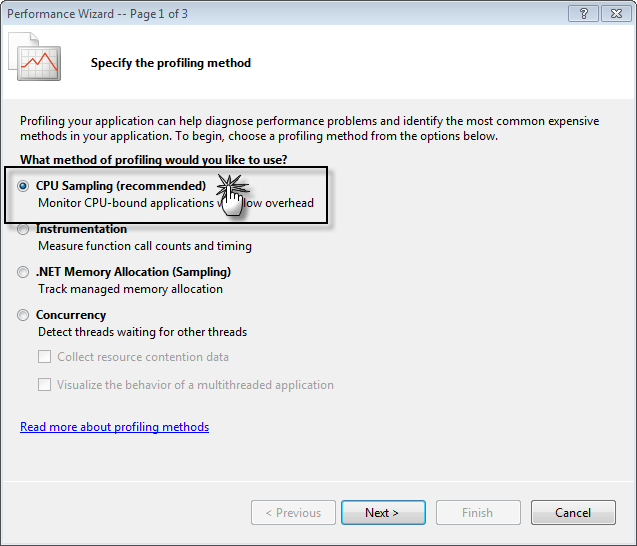 Performance Wizard -- Page 1 of 3
Specify the profiling method
Profiling your application can help diagnose performance problems and identify the most common expensive
methods in your application. To begin, choose a profiling method from the options below.
What method of profiling would you like to use?
CPU Sampling (recommended)
Monitor CPU-bound applications with low overhead
Instrumentation
Measure function call counts and timing
.NET Memory Allocation (Sampling)
Track managed memory allocation
Concurrency
Detect threads waiting for other threads
Collect resource contention data
Visualize the behavior of a multithreaded application
Read more about profiling methods
< Previous
Next >
Finish
Cancel